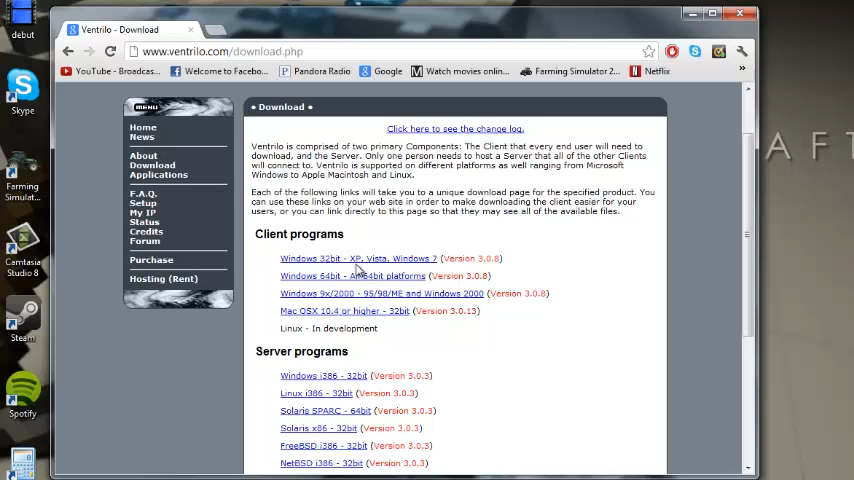 debut
Skype
Farming
Simulat...
Camtasia
Studio 8
Steam
Spotify
Ventrilo - Download
www.ventrilo.com/download.php
YouTube - Broadcas...
Welcome to Facebo...
Pandora Radio
Google
Watch movies onlin...
Farming Simulation 2...
Netflix
»
MENU
Home
News
About
Download
Applications
F.A.Q.
Setup
My IP
Status
Credits
Forum
Purchase
Hosting (Rent)
• Download •
Click here to see the change log.
Ventrilo is comprised of two primary Components: The Client that every end user will need to
download, and the Server. Only one person needs to host a Server that all of the other Clients
will connect to. Ventrilo is supported on different platforms as well ranging from Microsoft
Windows to Apple Macintosh and Linux.
Each of the following links will take you to a unique download page for the specified product. You
can use these links on your web site in order to make downloading the client easier for your
users, or you can link directly to this page so that they may see all of the available files.
Client programs
Windows 32bit - XP, Vista, Windows 7 (Version 3.0.8)
Windows 64bit - All 64bit platforms (Version 3.0.8)
Windows 9x/2000 - 95/98/ME and Windows 2000 (Version 3.0.8)
Mac OSX 10.4 or higher - 32bit (Version 3.0.13)
Linux - In development
Server programs
Windows i386 - 32bit (Version 3.0.3)
Linux i386 - 32bit (Version 3.0.3)
Solaris SPARC - 64bit (Version 3.0.3)
Solaris x86 - 32bit (Version 3.0.3)
FreeBSD i386 - 32bit (Version 3.0.3)
NetBSD i386 - 32bit (Version 3.0.3)
A F T